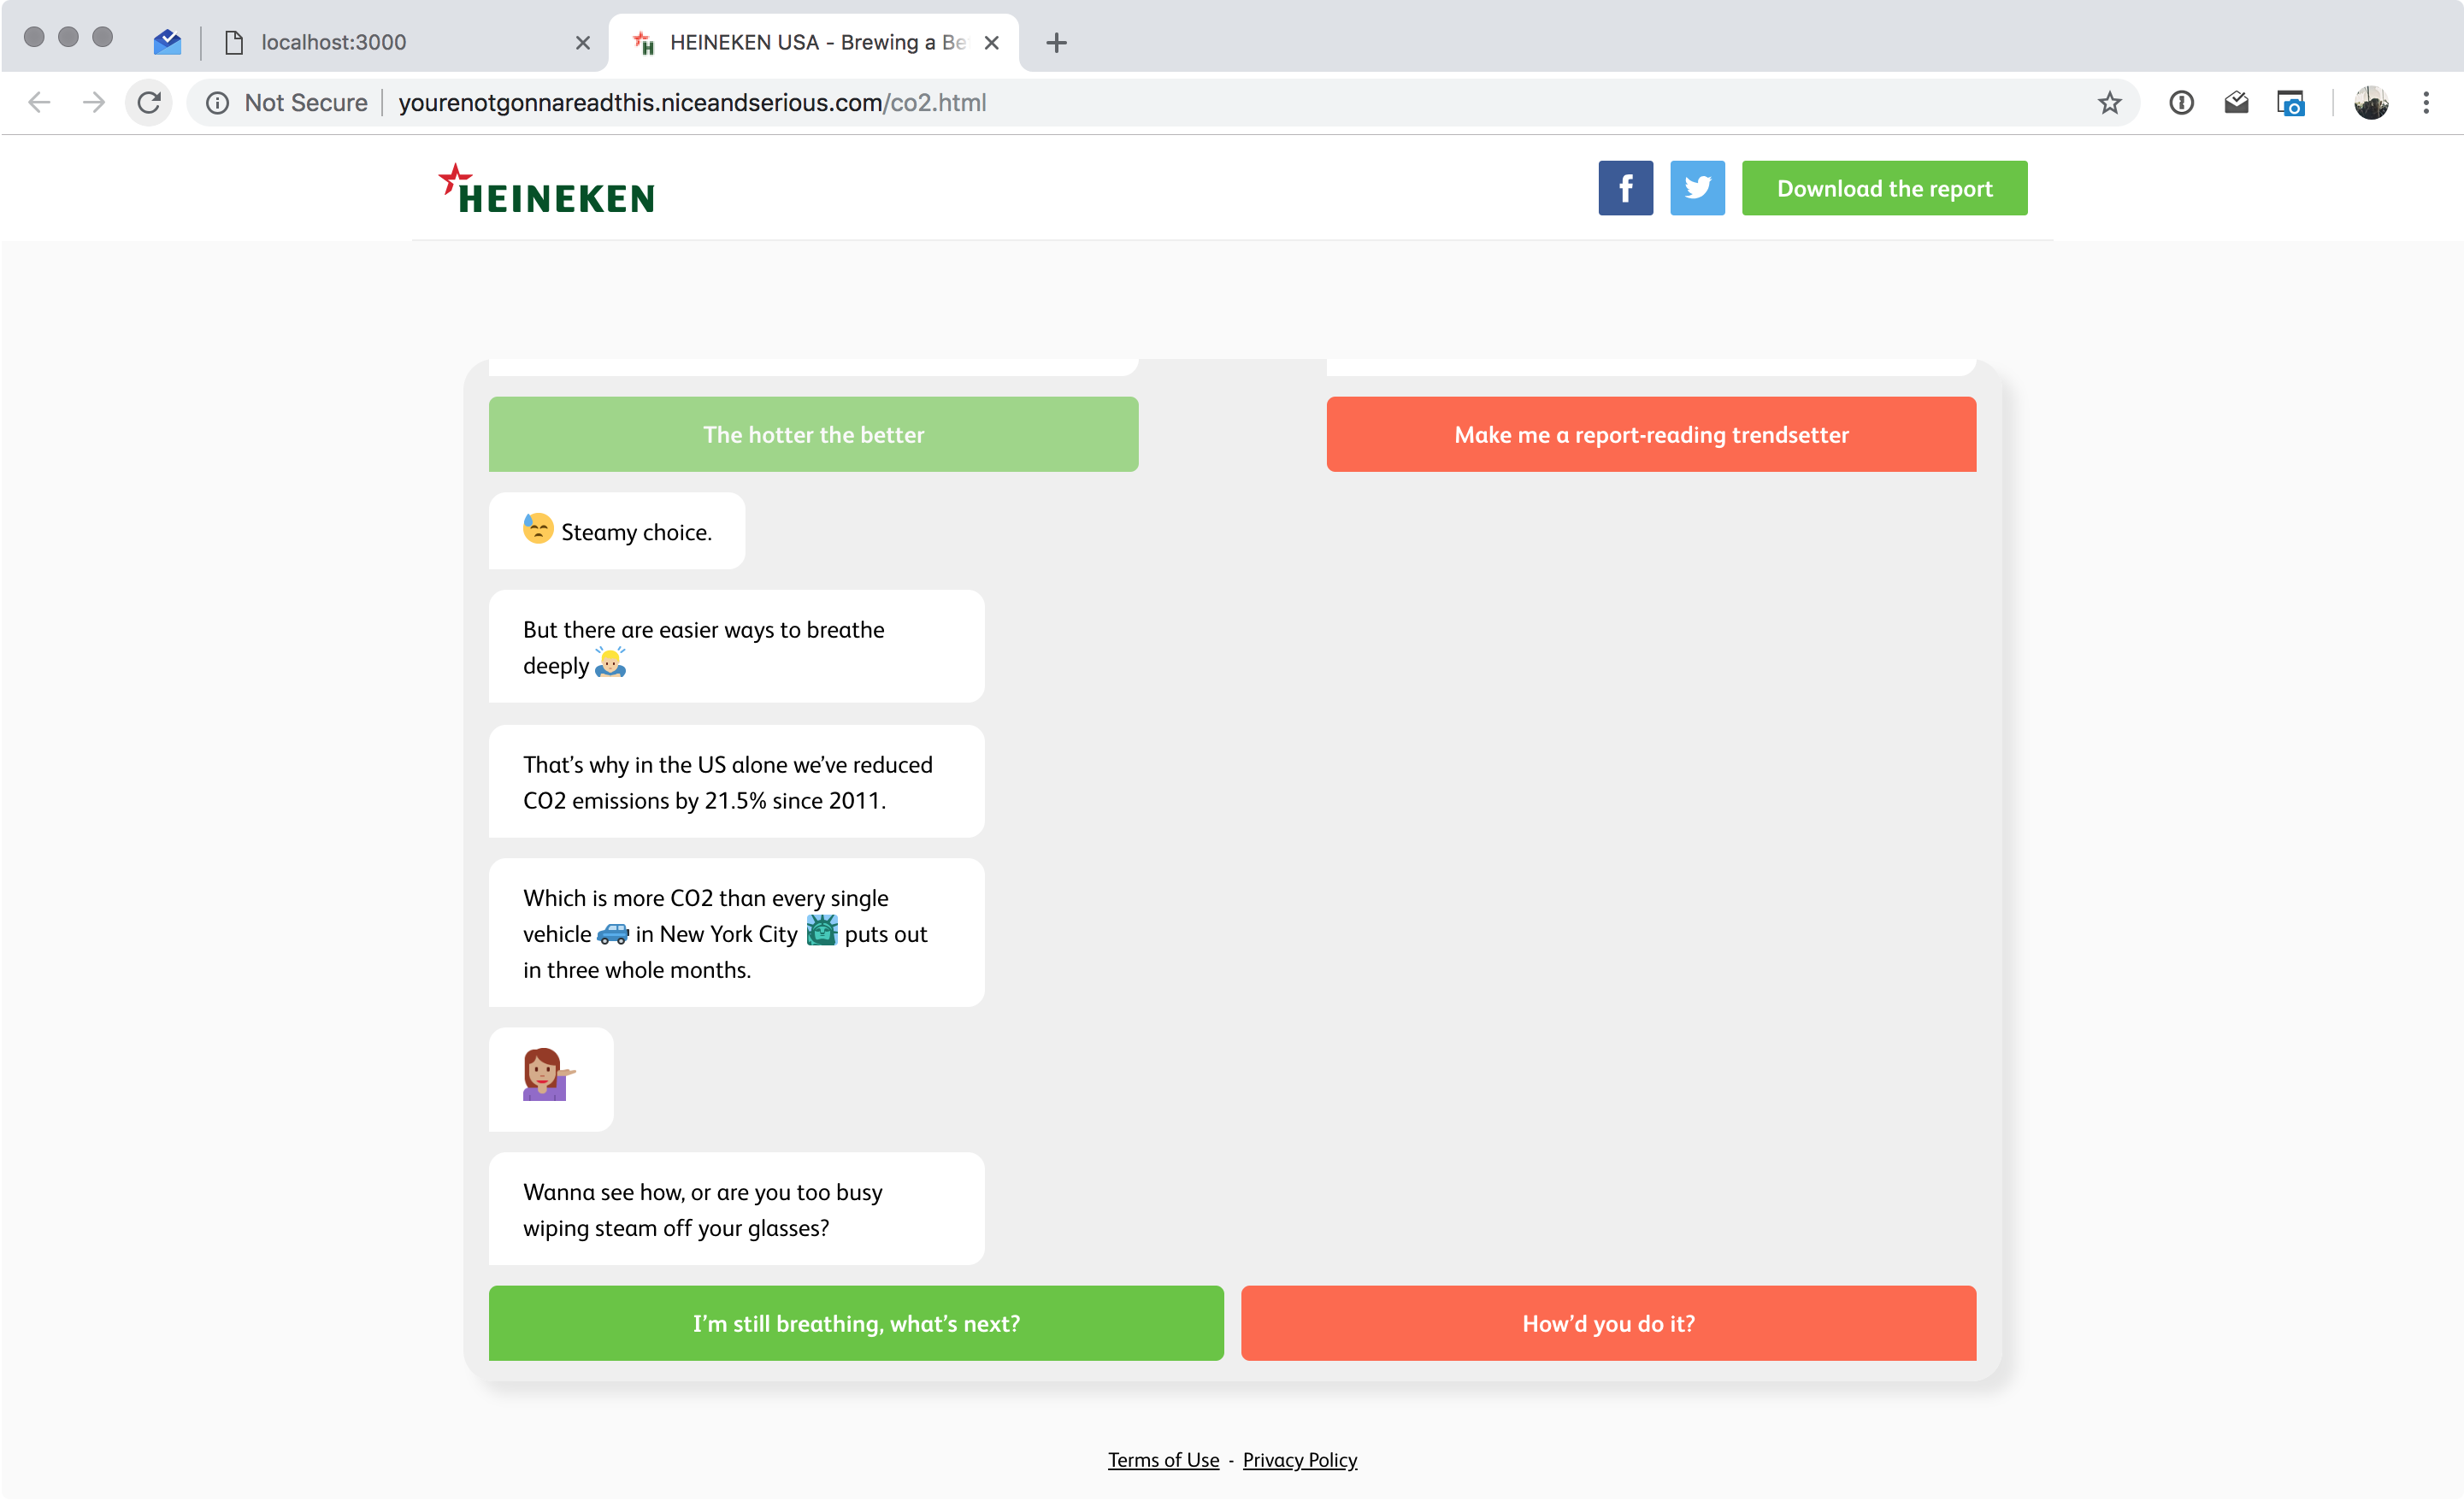 localhost:3000
HEINEKEN USA - Brewing a Be
Not Secure
yourenotgonnareadthis.niceandserious.com/co2.html
HEINEKEN
Download the report
The hotter the better
Make me a report-reading trendsetter
😓 Steamy choice.
But there are easier ways to breathe
deeply
That’s why in the US alone we’ve reduced
CO2 emissions by 21.5% since 2011.
Which is more CO2 than every single
vehicle 🚙 in New York City 🗽 puts out
in three whole months.
Wanna see how, or are you too busy
wiping steam off your glasses?
I’m still breathing, what’s next?
How’d you do it?
Terms of Use - Privacy Policy